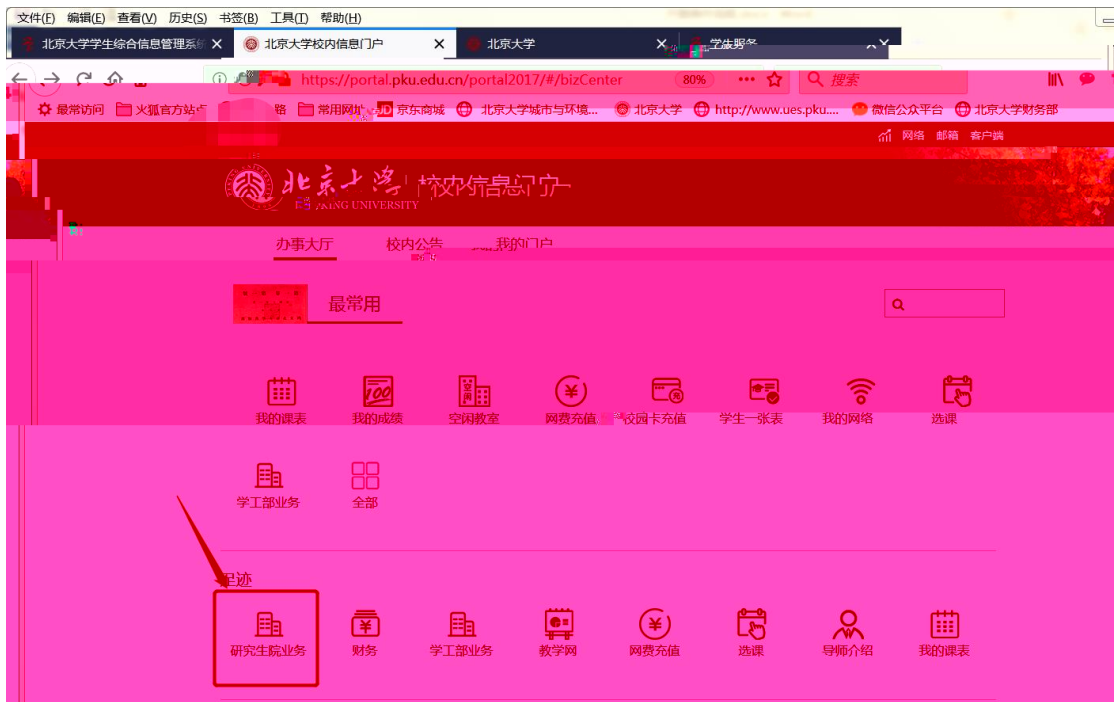 文件(F) 编辑(E) 查看(V) 历史(S) 书签(B) 工具(T) 帮助(H)
北京大学学生综合信息管理系统 北京大学校内信息门户 北京大学
https://portal.pku.edu.cn/portal2017/#/bizCenter 80% 搜索
最常访问 火狐官方站点 常用网址 JD 京东商城 北京大学城市与环境... 北京大学 http://www.ues.pku.... 微信公众平台 北京大学财务部
网络 邮箱 客户端
北京大学 校内信息门户
PEKING UNIVERSITY
办事大厅 校内公告 我的门户
最常用
我的课表 我的成绩 空闲教室 网费充值 校园卡充值 学生一张表 我的网络 选课
学工部业务 全部
足迹
研究生院业务 财务 学工部业务 教学网 网费充值 选课 导师介绍 我的课表